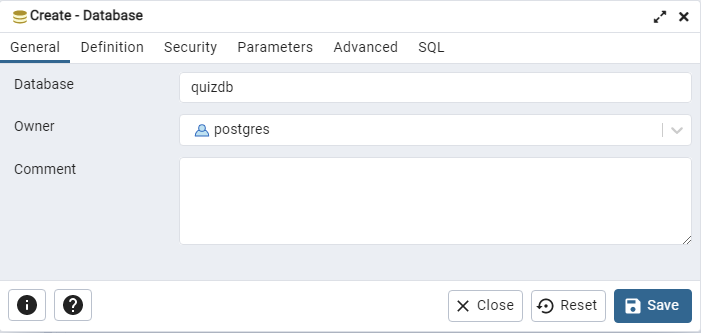 Create - Database
General Definition Security Parameters Advanced SQL
Database quizdb
Owner postgres
Comment
Close Reset Save